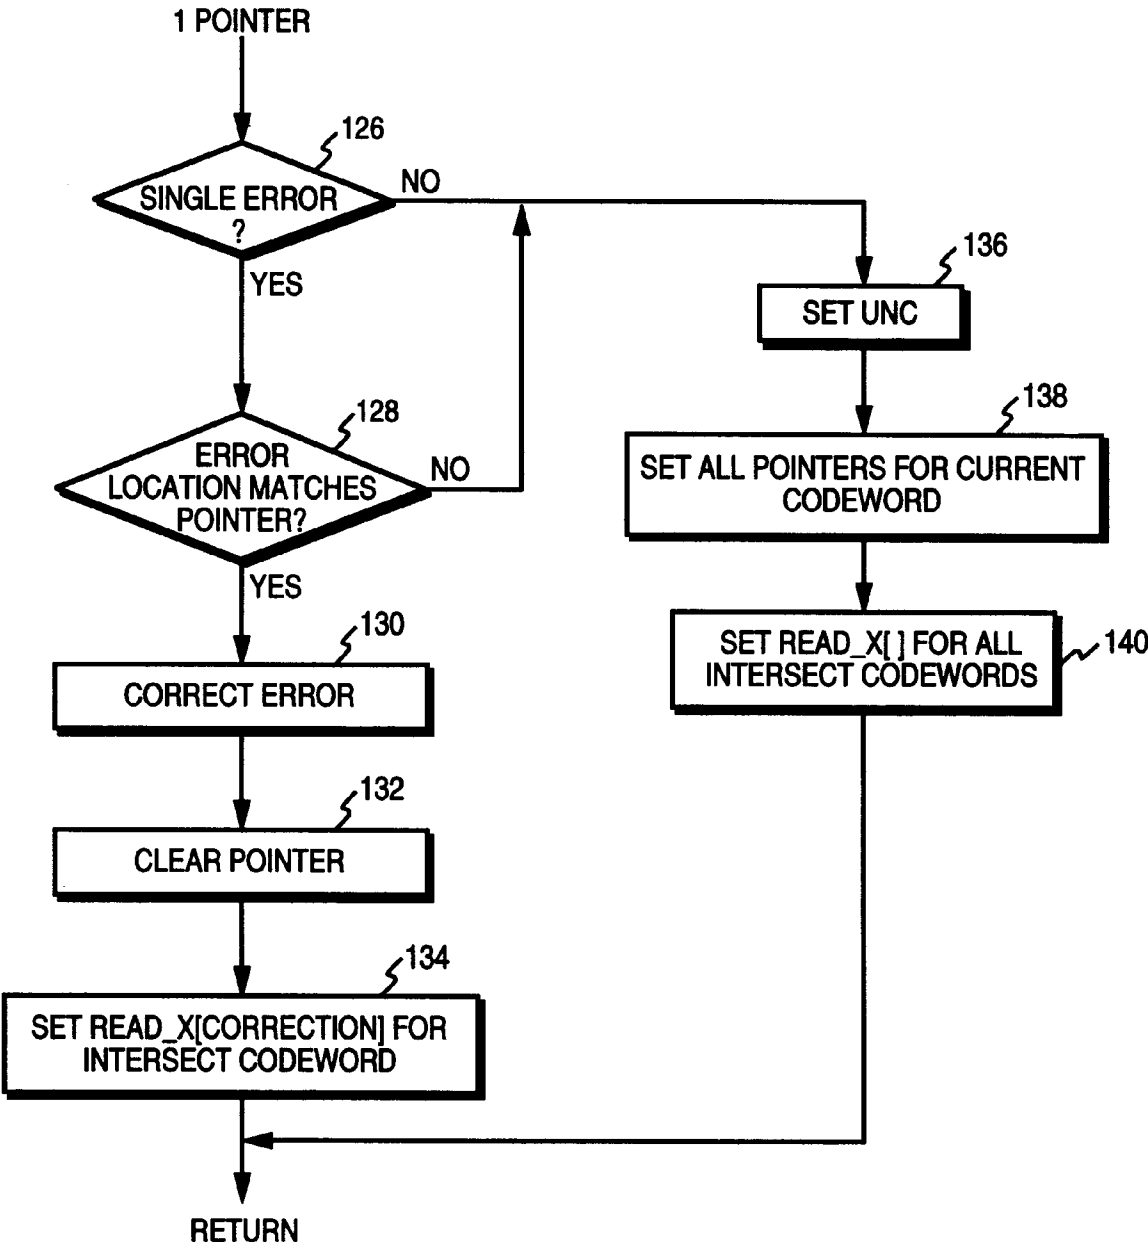 1 POINTER
126
SINGLE ERROR
?
NO
YES
136
SET UNC
128
ERROR
LOCATION MATCHES
POINTER?
NO
YES
138
SET ALL POINTERS FOR CURRENT
CODEWORD
130
CORRECT ERROR
SET READ_X[ ] FOR ALL
INTERSECT CODEWORDS
140
132
CLEAR POINTER
134
SET READ_X[CORRECTION] FOR
INTERSECT CODEWORD
RETURN